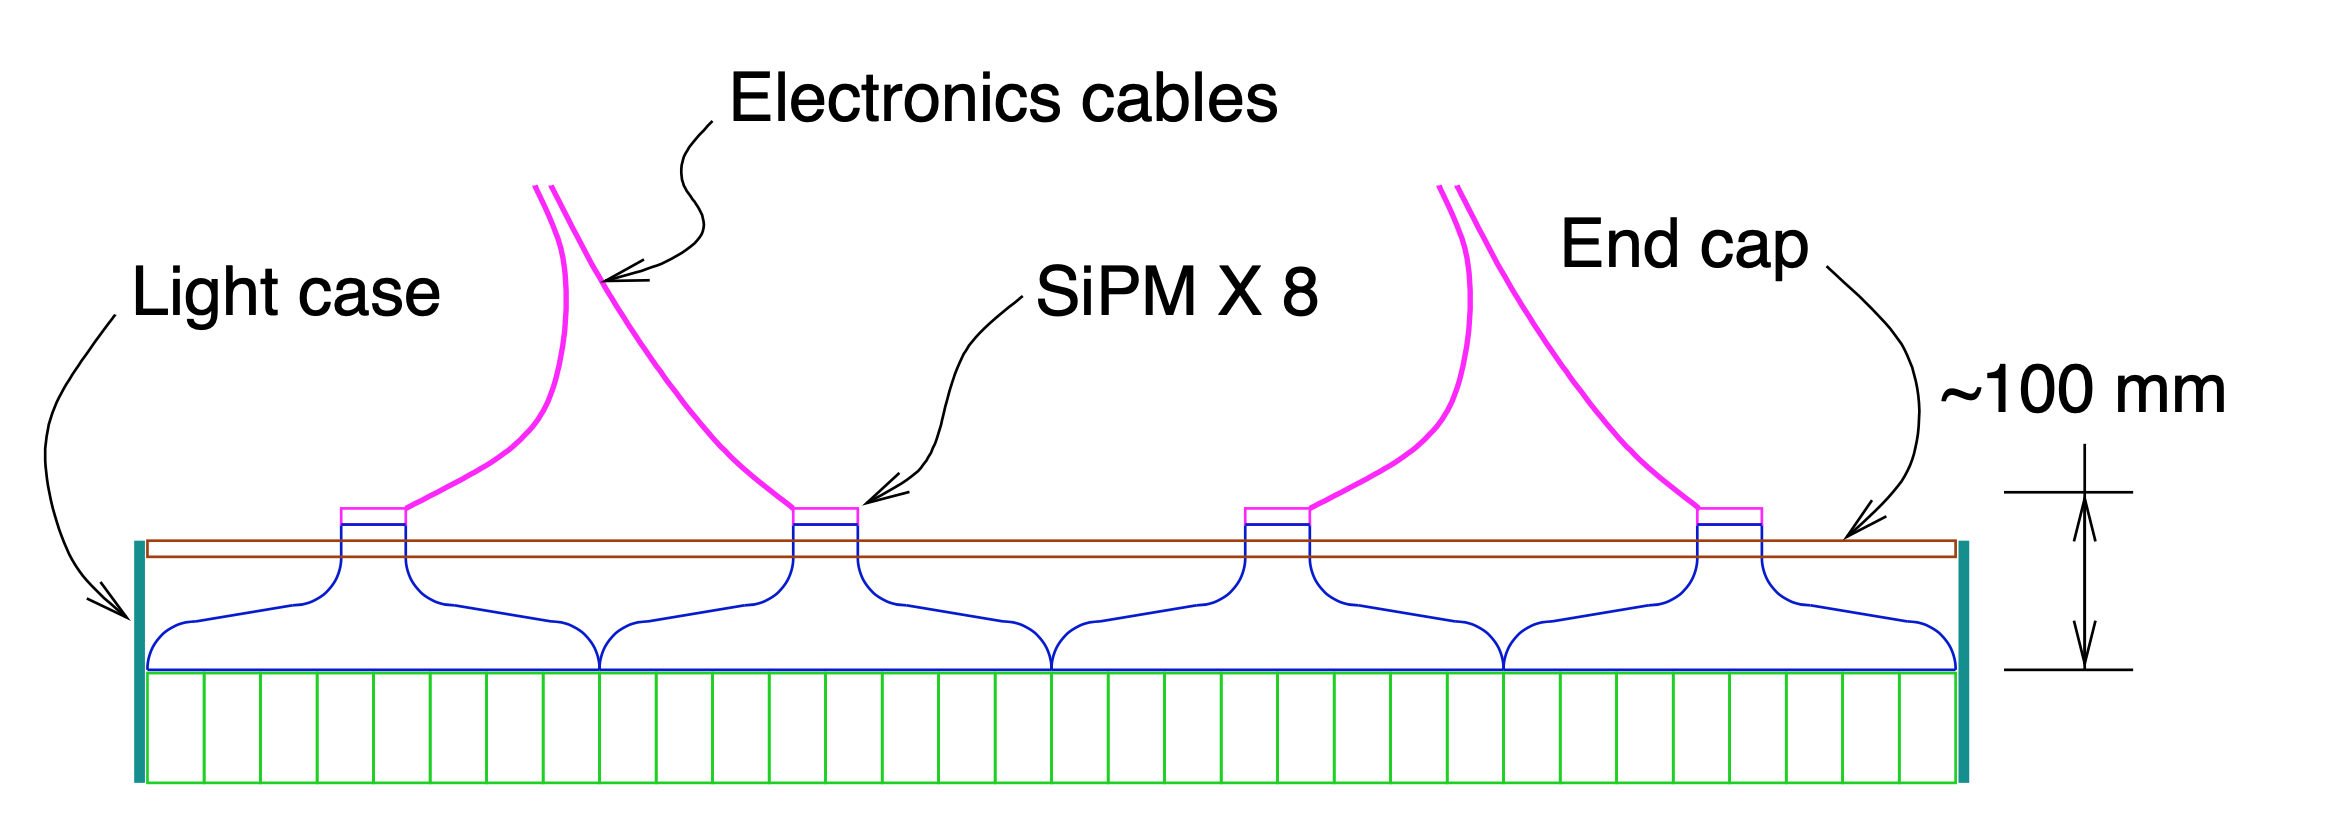 Electronics cables
End cap
Light case
SiPM X 8
~100 mm